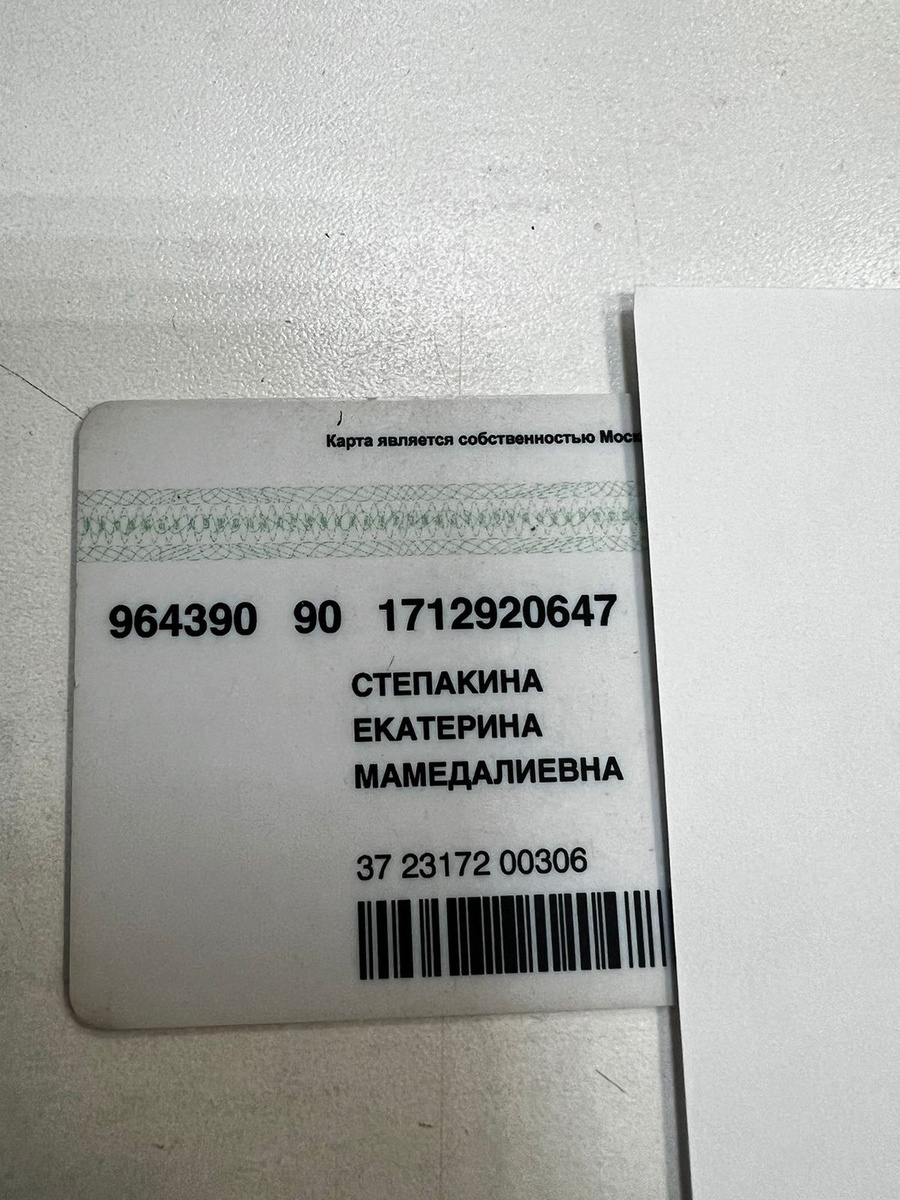 Карта является собственностью
964390 90 1712920647
СТЕПАКИНА
ЕКАТЕРИНА
МАМЕДАЛИЕВНА
37 23172 00306